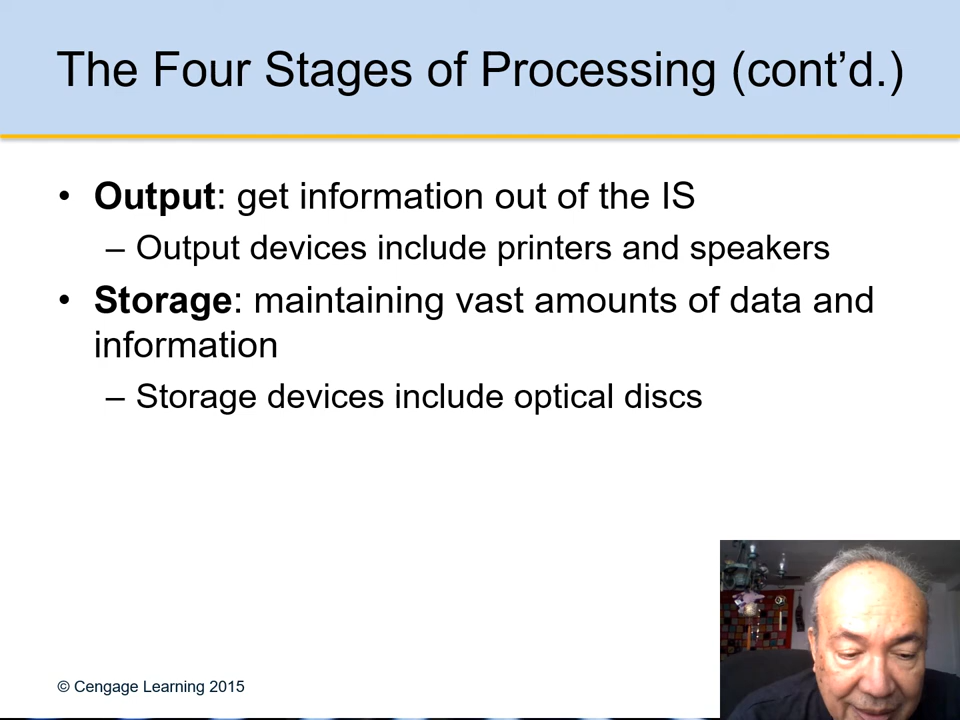 The Four Stages of Processing (cont’d.)
• Output: get information out of the IS
– Output devices include printers and speakers
• Storage: maintaining vast amounts of data and
information
– Storage devices include optical discs
© Cengage Learning 2015